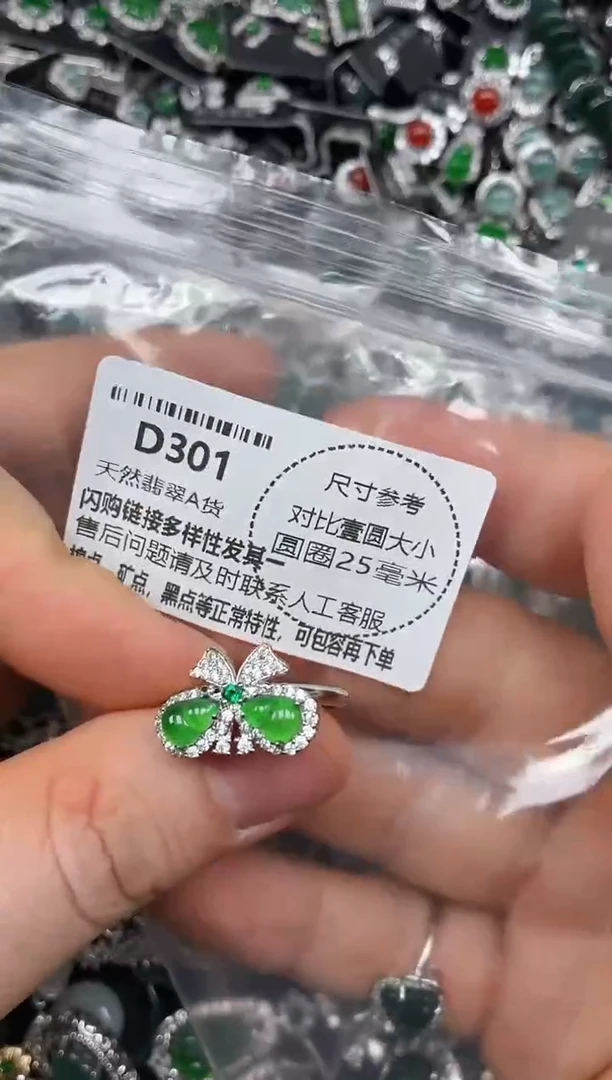 D301
天然翡翠A货
闪购链接多样性发其一
售后问题请及时联系人工客服
矿点，黑点等正常特性，可包容再下单
尺寸参考
对比壹圆大小
圆圈25毫米